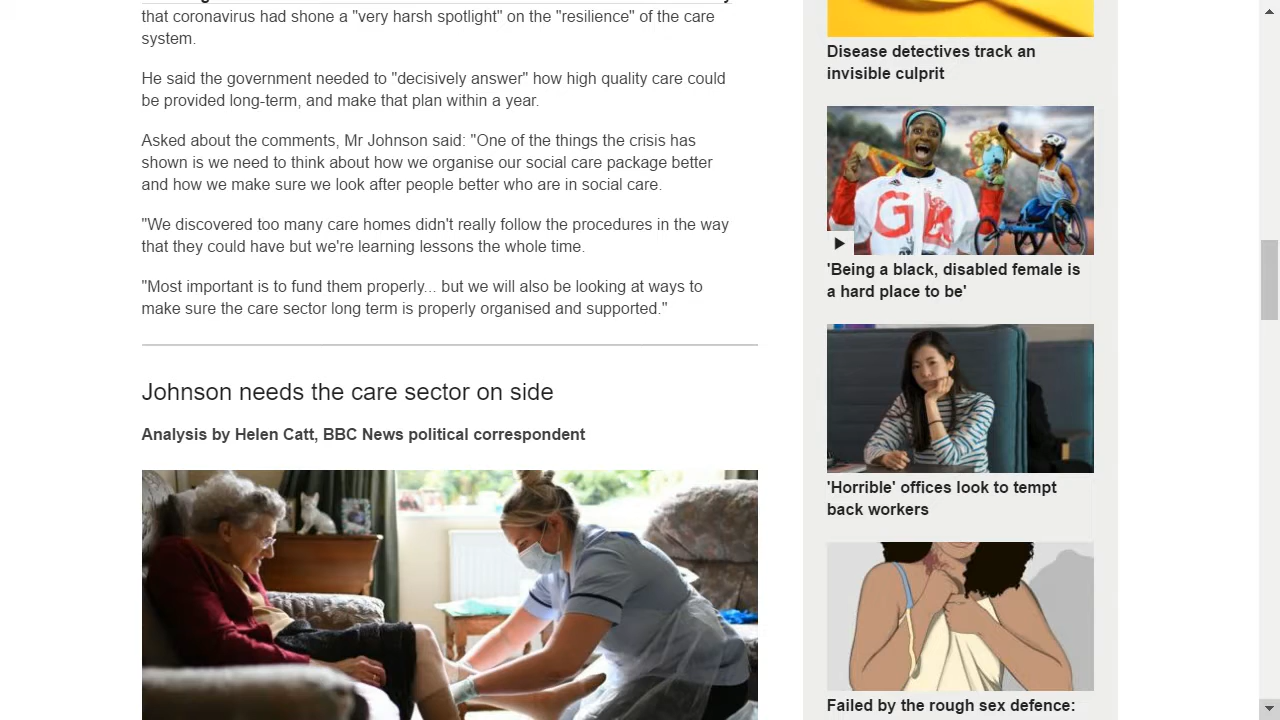 that coronavirus had shone a "very harsh spotlight" on the "resilience" of the care
system.
He said the government needed to "decisively answer" how high quality care could
be provided long-term, and make that plan within a year.
Asked about the comments, Mr Johnson said: "One of the things the crisis has
shown is we need to think about how we organise our social care package better
and how we make sure we look after people better who are in social care.
"We discovered too many care homes didn't really follow the procedures in the way
that they could have but we're learning lessons the whole time.
"Most important is to fund them properly... but we will also be looking at ways to
make sure the care sector long term is properly organised and supported."
Johnson needs the care sector on side
Analysis by Helen Catt, BBC News political correspondent
Disease detectives track an
invisible culprit
G
'Being a black, disabled female is
a hard place to be'
'Horrible' offices look to tempt
back workers
Failed by the rough sex defence: